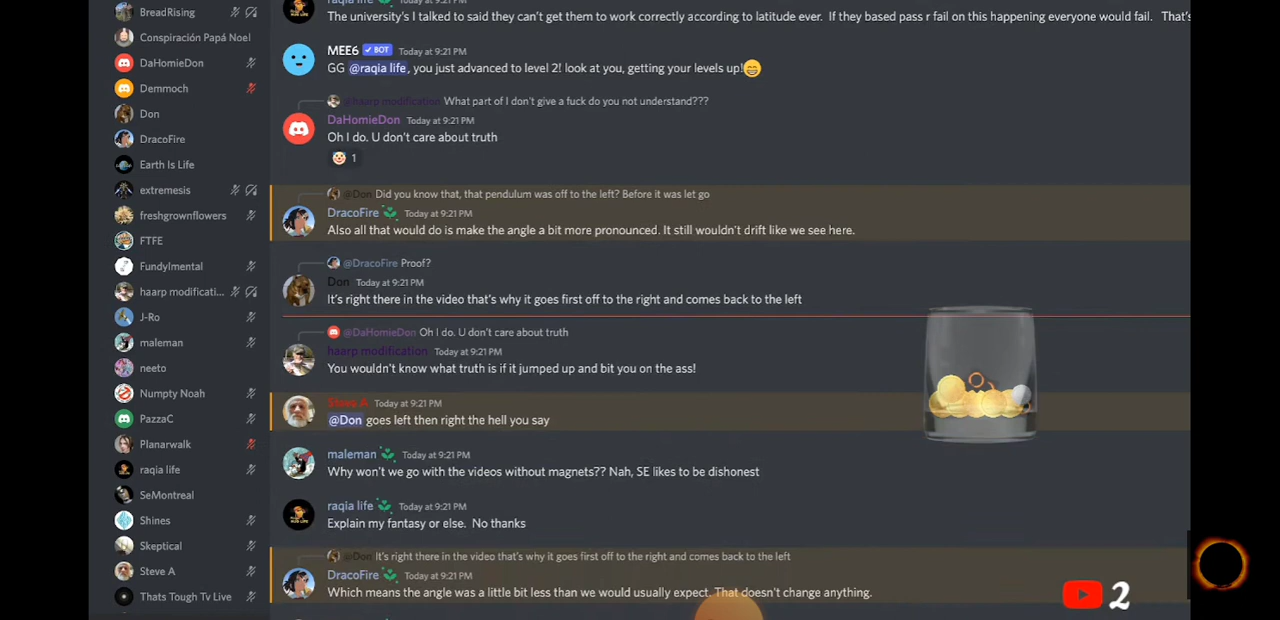 BreadRising
Conspiración Papá Noel
DaHomieDon
Demmoch
Don
DracoFire
Earth Is Life
extremesis
freshgrownflowers
FTFE
Fundylmental
haarp modificati...
J-Ro
maleman
neeto
Numpty Noah
PazzaC
Planarwalk
raqia life
SeMontreal
Shines
Skeptical
Steve A
Thats Tough Tv Live
raqia life
The university's I talked to said they can't get them to work correctly according to latitude ever. If they based pass r fail on this happening everyone would fail. That's
MEE6 BOT Today at 9:21 PM
GG @raqia life, you just advanced to level 2! look at you, getting your levels up!
@haarp modification What part of I don't give a fuck do you not understand???
DaHomieDon Today at 9:21 PM
Oh I do. U don't care about truth
1
@Don Did you know that, that pendulum was off to the left? Before it was let go
DracoFire Today at 9:21 PM
Also all that would do is make the angle a bit more pronounced. It still wouldn't drift like we see here.
@DracoFire Proof?
Don Today at 9:21 PM
It's right there in the video that's why it goes first off to the right and comes back to the left
@DaHomieDon Oh I do. U don't care about truth
haarp modification Today at 9:21 PM
You wouldn't know what truth is if it jumped up and bit you on the ass!
Steve A Today at 9:21 PM
@Don goes left then right the hell you say
maleman Today at 9:21 PM
Why won't we go with the videos without magnets?? Nah, SE likes to be dishonest
raqia life Today at 9:21 PM
Explain my fantasy or else. No thanks
@Don It's right there in the video that's why it goes first off to the right and comes back to the left
DracoFire Today at 9:21 PM
Which means the angle was a little bit less than we would usually expect. That doesn't change anything.
2